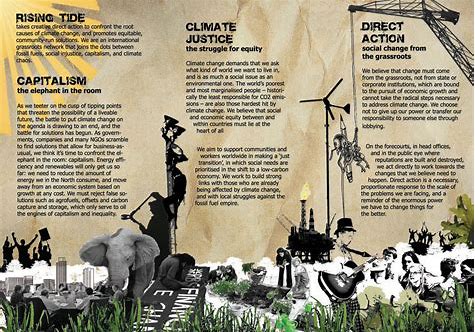 RISING TIDE
takes creative direct action to confront the root
causes of climate change, and promotes equitable,
community-run solutions. We are an international
grassroots network that joins the dots between
fossil fuels, social injustice, capitalism, and climate
chaos.
CAPITALISM
the elephant in the room
As we teeter on the cusp of tipping points
that threaten the possibility of a liveable
future, the battle to put climate change on
the agenda is drawing to its end, and the
battle for solutions has begun. As govern-
ments, companies and many NGOs scramble
to find solutions that allow for business-as-
usual, we think it's time to confront the el-
ephant in the room: capitalism. Energy effi-
ciency and renewables will only get us so
far: we need to reduce the amount of
energy we use in the North consume, and move
away from an economic system based on
growth at any cost. We must reject false so-
lutions such as agrofuels, offsets and carbon
capture and storage, which only serve to oil
the engines of capitalism and inequality.
CLIMATE
JUSTICE
the struggle for equity
Climate change demands that we ask
what kind of world we want to live in,
and is as much a social issue as an
environmental one. The world's poorest
and most marginalised people – histori-
cally the least responsible for CO2 emis-
sions – are also those hardest hit by
climate change. We believe that social
and economic equity between and
within countries must lie at the
heart of all
We aim to support communities and
workers worldwide in making a 'just
transition', in which social needs are
prioritised in the shift to a low-carbon
economy. We work to build strong
links with those who are already
being affected by climate change,
and with local struggles against the
fossil fuel empire.
DIRECT
ACTION
social change from
the grassroots
We believe that change must come
from the grassroots, not from state or
corporate institutions, which are bound
to the pursuit of economic growth and
cannot take the radical steps necessary
to address climate change. We choose
not to give up our power or transfer
responsibility to someone else through
lobbying.
On the forecourts, in head offices,
and in the public eye where
reputations are built and destroyed,
we act directly to work towards the
changes that we believe need to
happen. Direct Action is a necessary,
proportionate response to the scale of
the problems we are facing, and a
reminder of the enormous power
we have to change things for
the better.